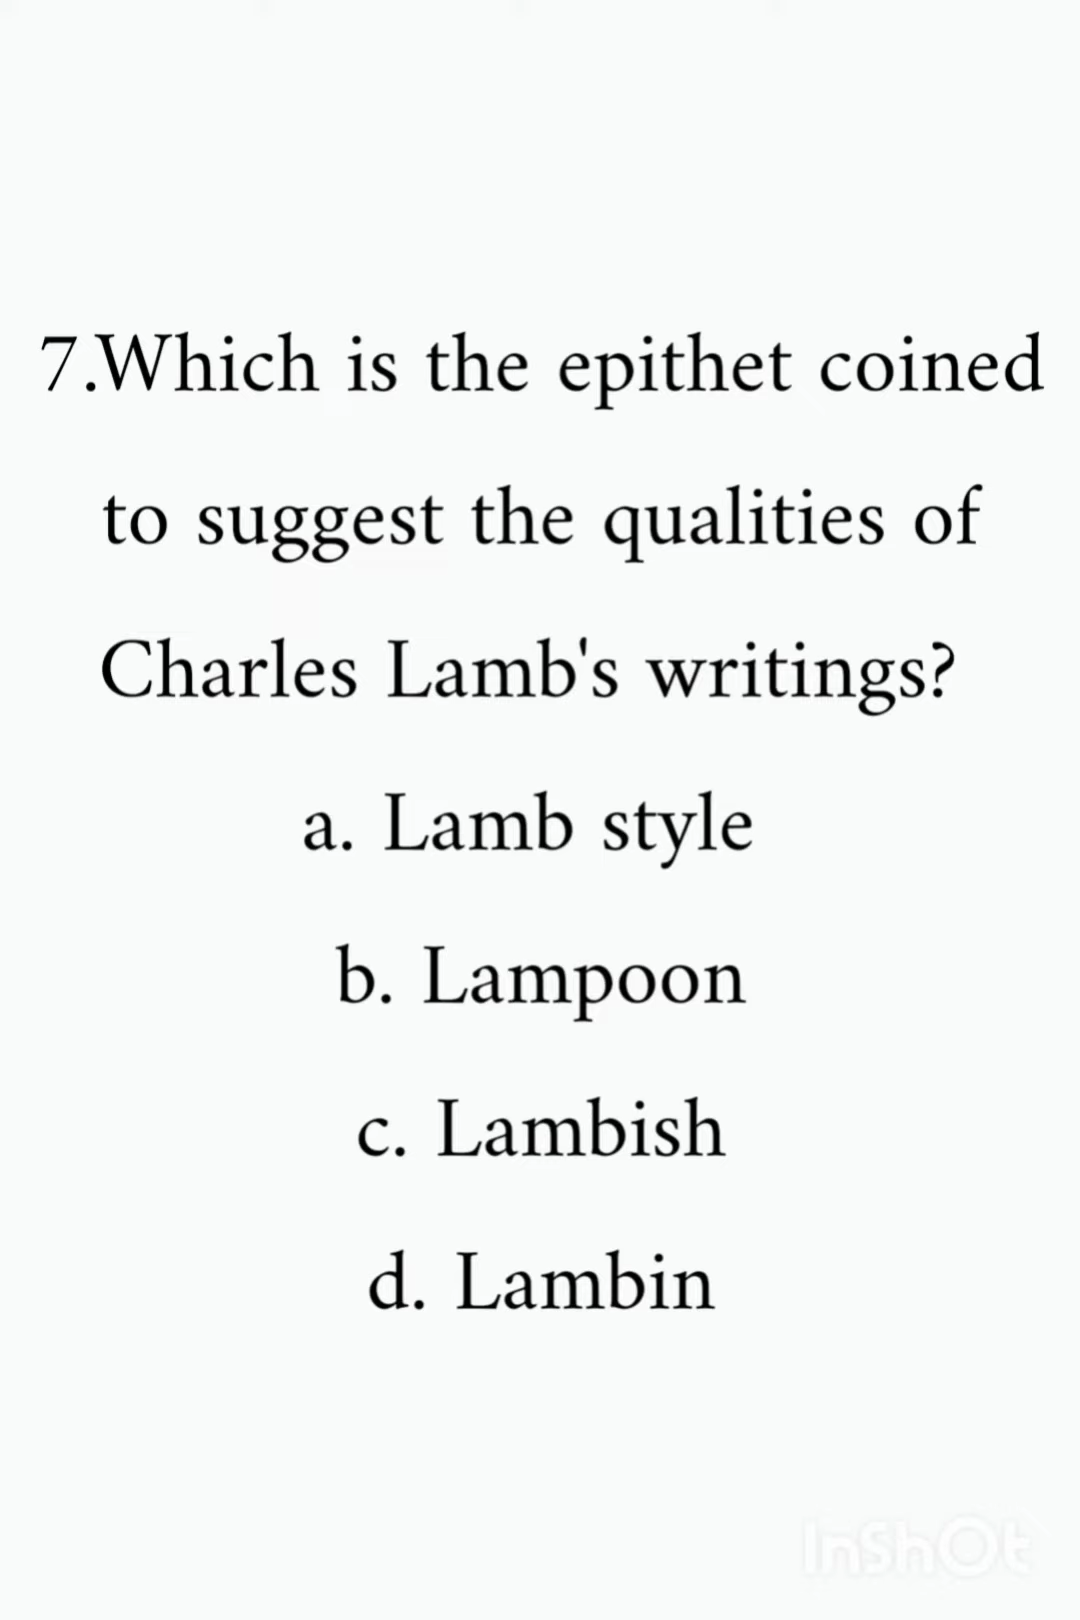 7.Which is the epithet coined
to suggest the qualities of
Charles Lamb's writings?
a. Lamb style
b. Lampoon
c. Lambish
d. Lambin
InShOt